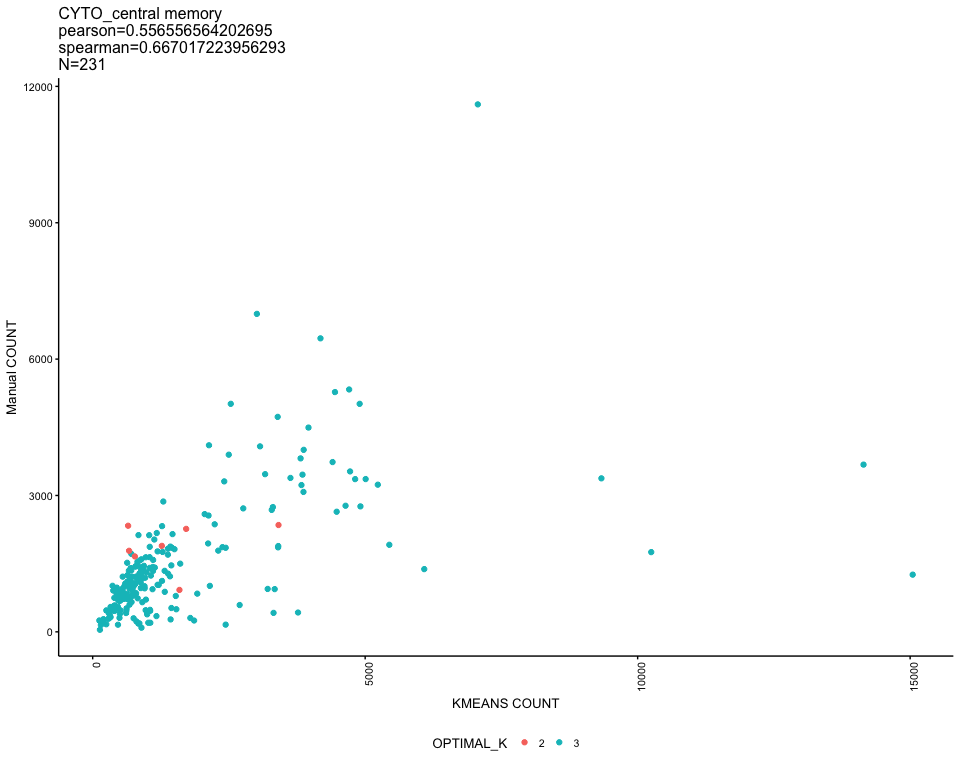 CYTO_central memory
pearson=0.556556564202695
spearman=0.667017223956293
N=231
12000
9000
6000
3000
0
Manual COUNT
0
5000
10000
15000
KMEANS COUNT
OPTIMAL_K 2 3